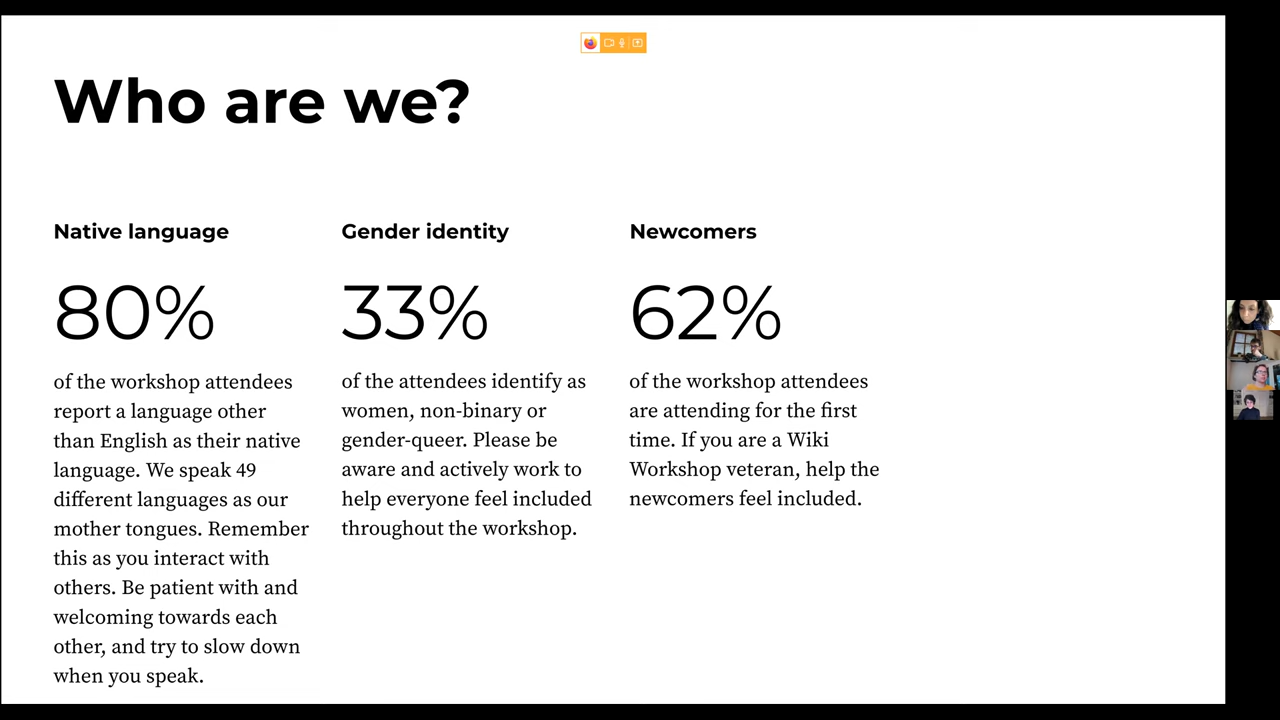 Who are we?
Native language
80%
of the workshop attendees
report a language other
than English as their native
language. We speak 49
different languages as our
mother tongues. Remember
this as you interact with
others. Be patient with and
welcoming towards each
other, and try to slow down
when you speak.
Gender identity
33%
of the attendees identify as
women, non-binary or
gender-queer. Please be
aware and actively work to
help everyone feel included
throughout the workshop.
Newcomers
62%
of the workshop attendees
are attending for the first
time. If you are a Wiki
Workshop veteran, help the
newcomers feel included.